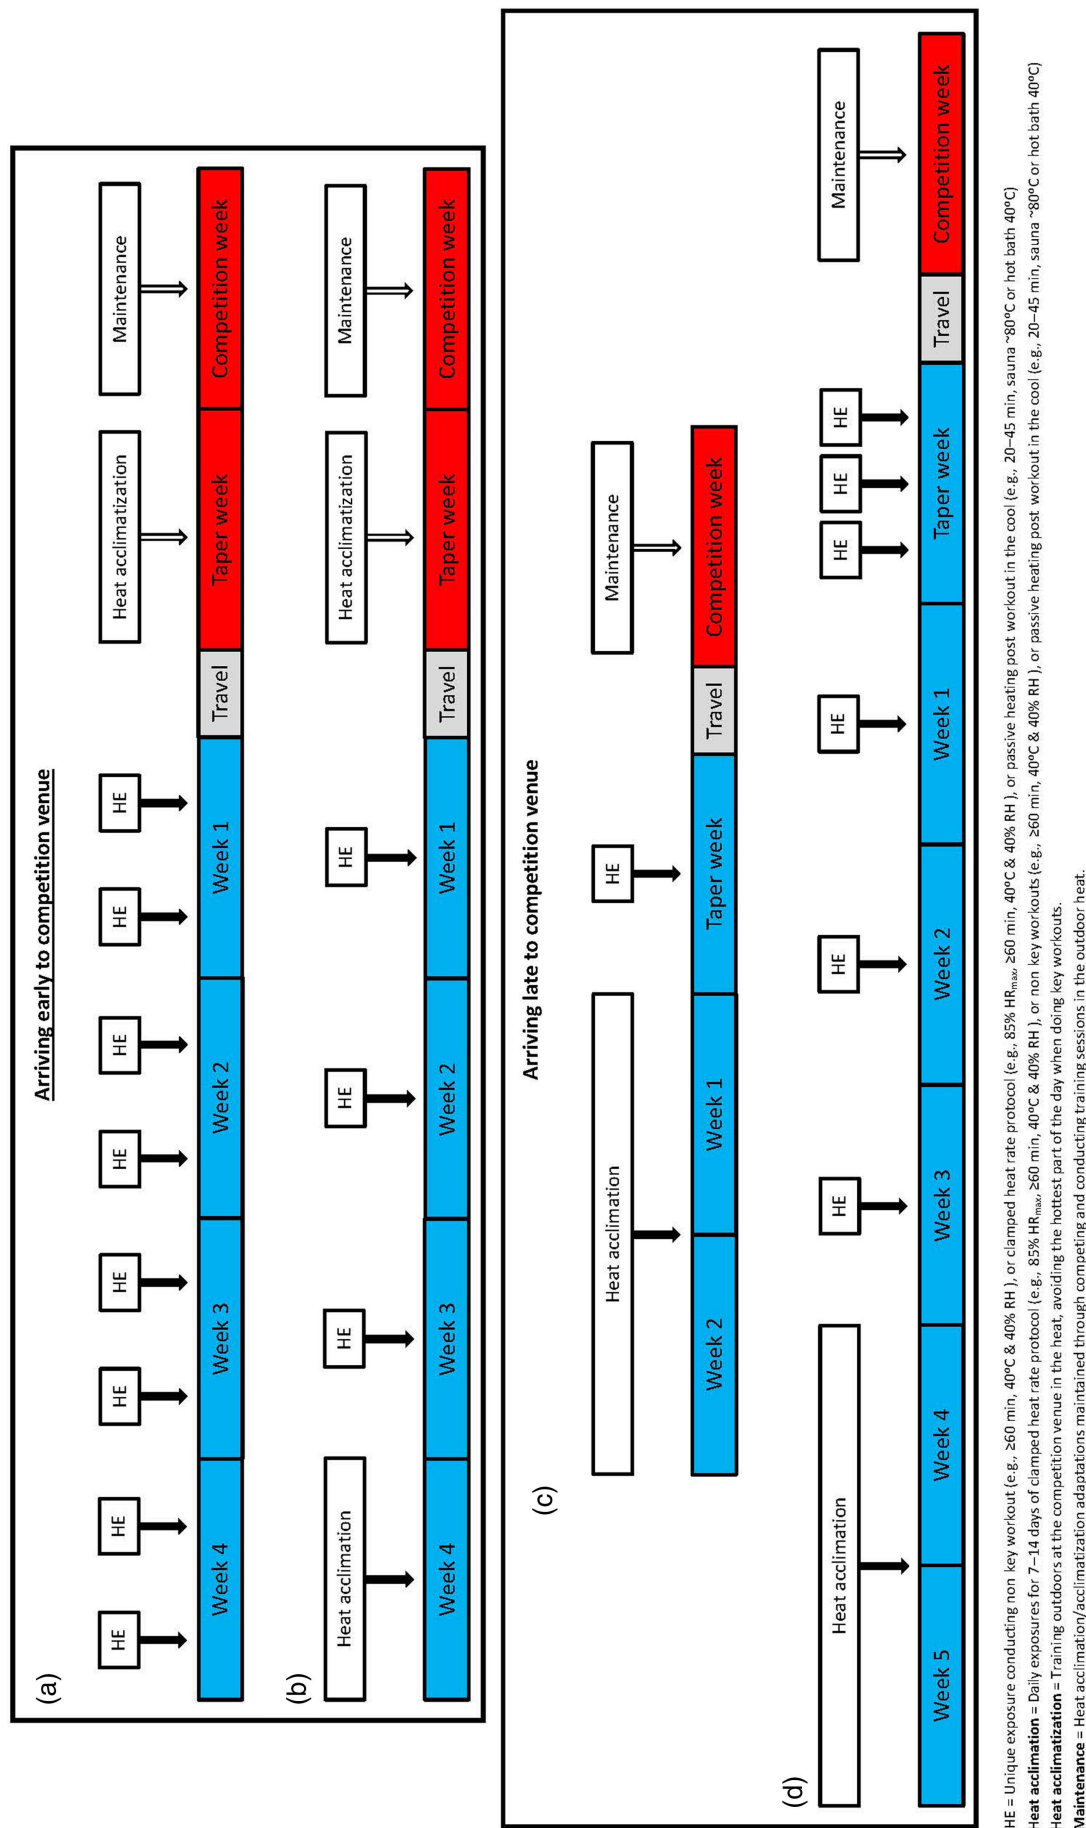 Arriving early to competition venue
(a)
HE
HE
HE
HE
HE
HE
HE
HE
Heat acclimatization
Maintenance
Week 4
Week 3
Week 2
Week 1
Travel
Taper week
Competition week
(b)
Heat acclimation
HE
HE
HE
Heat acclimatization
Maintenance
Week 4
Week 3
Week 2
Week 1
Travel
Taper week
Competition week
Arriving late to competition venue
(c)
Heat acclimation
HE
Maintenance
Week 2
Week 1
Taper week
Travel
Competition week
(d)
Heat acclimation
HE
HE
HE
HE
HE
HE
Maintenance
Week 5
Week 4
Week 3
Week 2
Week 1
Taper week
Travel
Competition week
HE = Unique exposure conducting non key workout (e.g., ≥60 min, 40ºC & 40% RH ), or clamped heat rate protocol (e.g., 85% HRmax, ≥60 min, 40ºC & 40% RH ), or passive heating post workout in the cool (e.g., 20–45 min, sauna ~80ºC or hot bath 40ºC)
Heat acclimation = Daily exposures for 7–14 days of clamped heat rate protocol (e.g., 85% HRmax, ≥60 min, 40ºC & 40% RH ), or non key workouts (e.g., ≥60 min, 40ºC & 40% RH ), or passive heating post workout in the cool (e.g., 20–45 min, sauna ~80ºC or hot bath 40ºC)
Heat acclimatization = Training outdoors at the competition venue in the heat, avoiding the hottest part of the day when doing key workouts.
Maintenance = Heat acclimation/acclimatization adaptations maintained through competing and conducting training sessions in the outdoor heat.